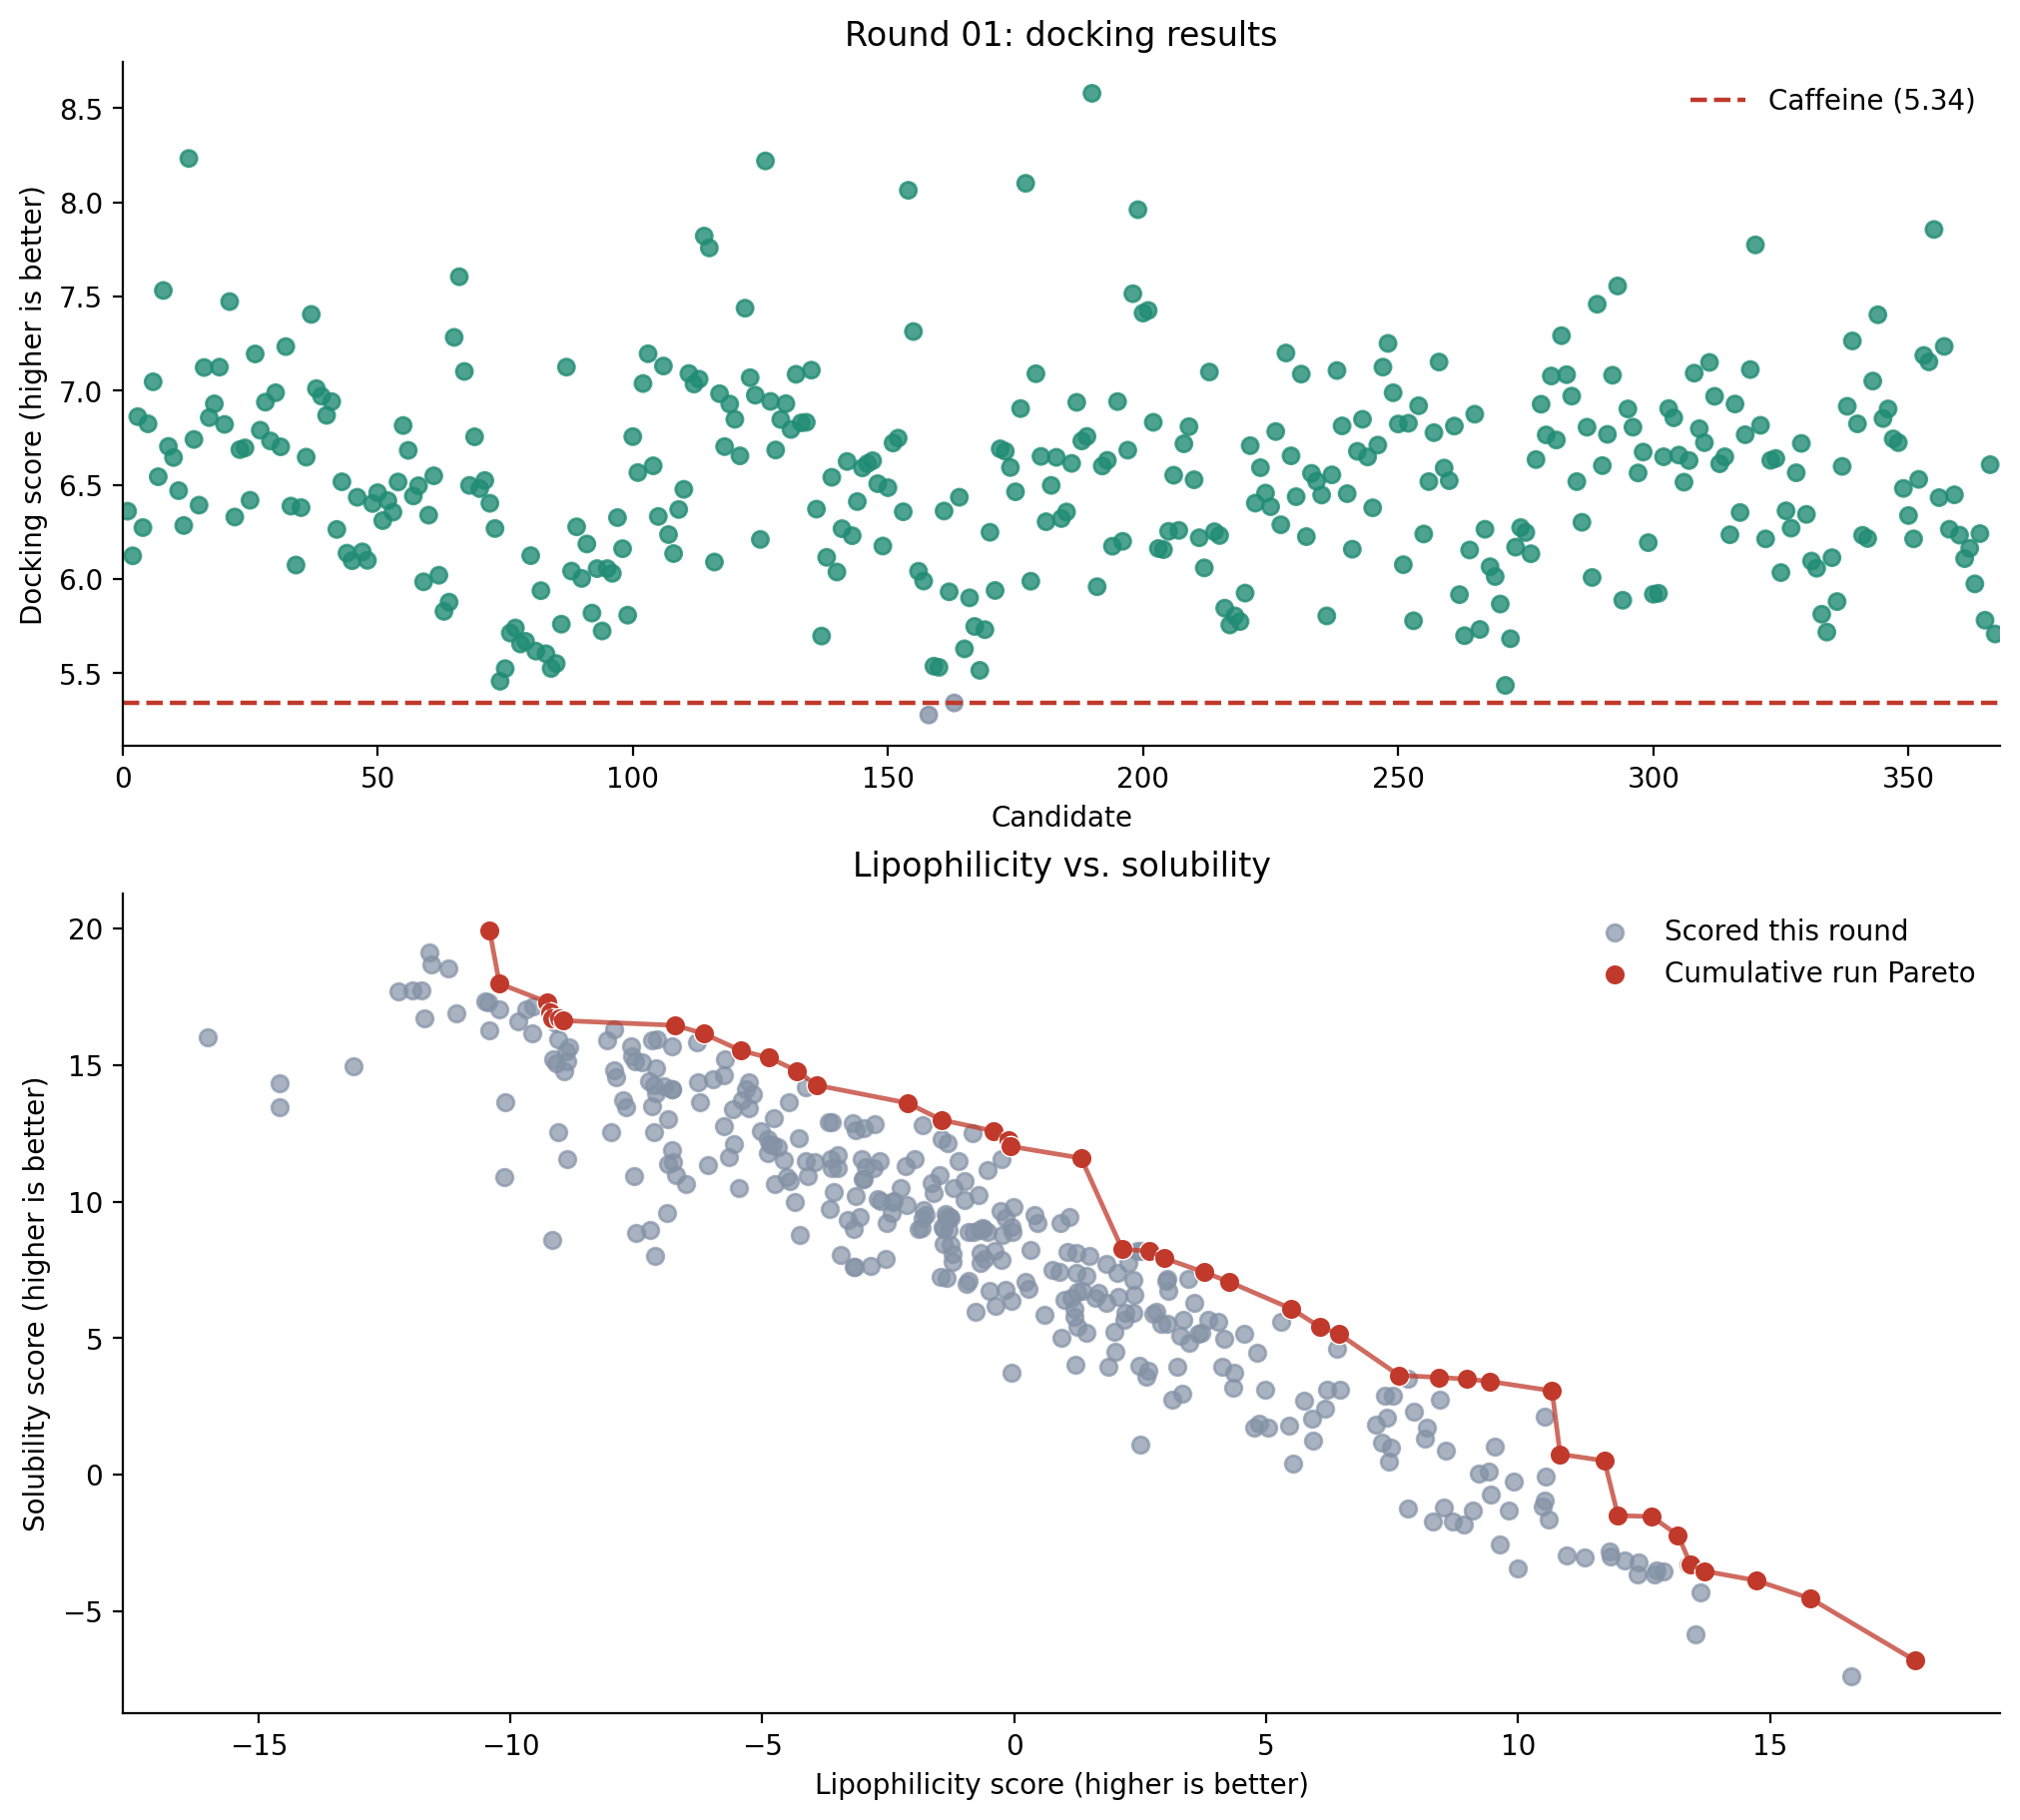 Round 01: docking results
Docking score (higher is better)
8.5
8.0
7.5
7.0
6.5
6.0
5.5
Caffeine (5.34)
0 50 100 150 200 250 300 350
Candidate
Lipophilicity vs. solubility
Solubility score (higher is better)
20
15
10
5
0
−5
Scored this round
Cumulative run Pareto
−15 −10 −5 0 5 10 15
Lipophilicity score (higher is better)